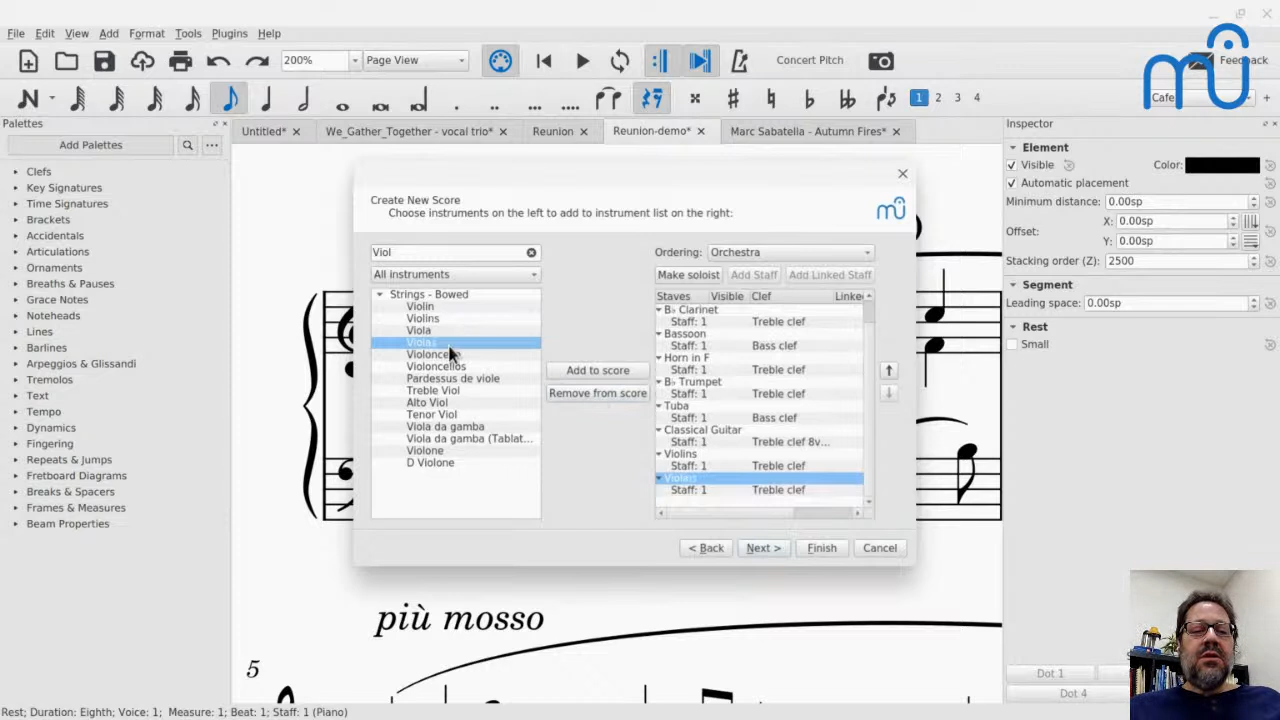 File Edit View Add Format Tools Plugins Help
200% Page View Concert Pitch Feedback
1 2 3 4 Cafe +
Palettes
Untitled* We_Gather_Together - vocal trio* Reunion Reunion-demo* Marc Sabatella - Autumn Fires*
Inspector
Add Palettes
Clefs
Key Signatures
Time Signatures
Brackets
Accidentals
Articulations
Ornaments
Breaths & Pauses
Grace Notes
Noteheads
Lines
Barlines
Arpeggios & Glissandi
Tremolos
Text
Tempo
Dynamics
Fingering
Repeats & Jumps
Fretboard Diagrams
Breaks & Spacers
Frames & Measures
Beam Properties
Create New Score
Choose instruments on the left to add to instrument list on the right:
Viol
All instruments
Strings - Bowed
Violin
Violins
Viola
Violas
Violoncello
Violoncellos
Pardessus de viole
Treble Viol
Alto Viol
Tenor Viol
Viola da gamba
Viola da gamba (Tablat...
Violone
D Violone
Add to score
Remove from score
Ordering: Orchestra
Make soloist Add Staff Add Linked Staff
Staves Visible Clef Linked
B♭ Clarinet
Staff: 1 Treble clef
Bassoon
Staff: 1 Bass clef
Horn in F
Staff: 1 Treble clef
B♭ Trumpet
Staff: 1 Treble clef
Tuba
Staff: 1 Bass clef
Classical Guitar
Staff: 1 Treble clef 8v...
Violins
Staff: 1 Treble clef
Violins
Staff: 1 Treble clef
< Back Next > Finish Cancel
Element
Visible Color:
Automatic placement
Minimum distance: 0.00sp
Offset: X: 0.00sp
Y: 0.00sp
Stacking order (Z): 2500
Segment
Leading space: 0.00sp
Rest
Small
più mosso
5
Dot 1
Dot 4
Rest; Duration: Eighth; Voice: 1; Measure: 1; Beat: 1; Staff: 1 (Piano)